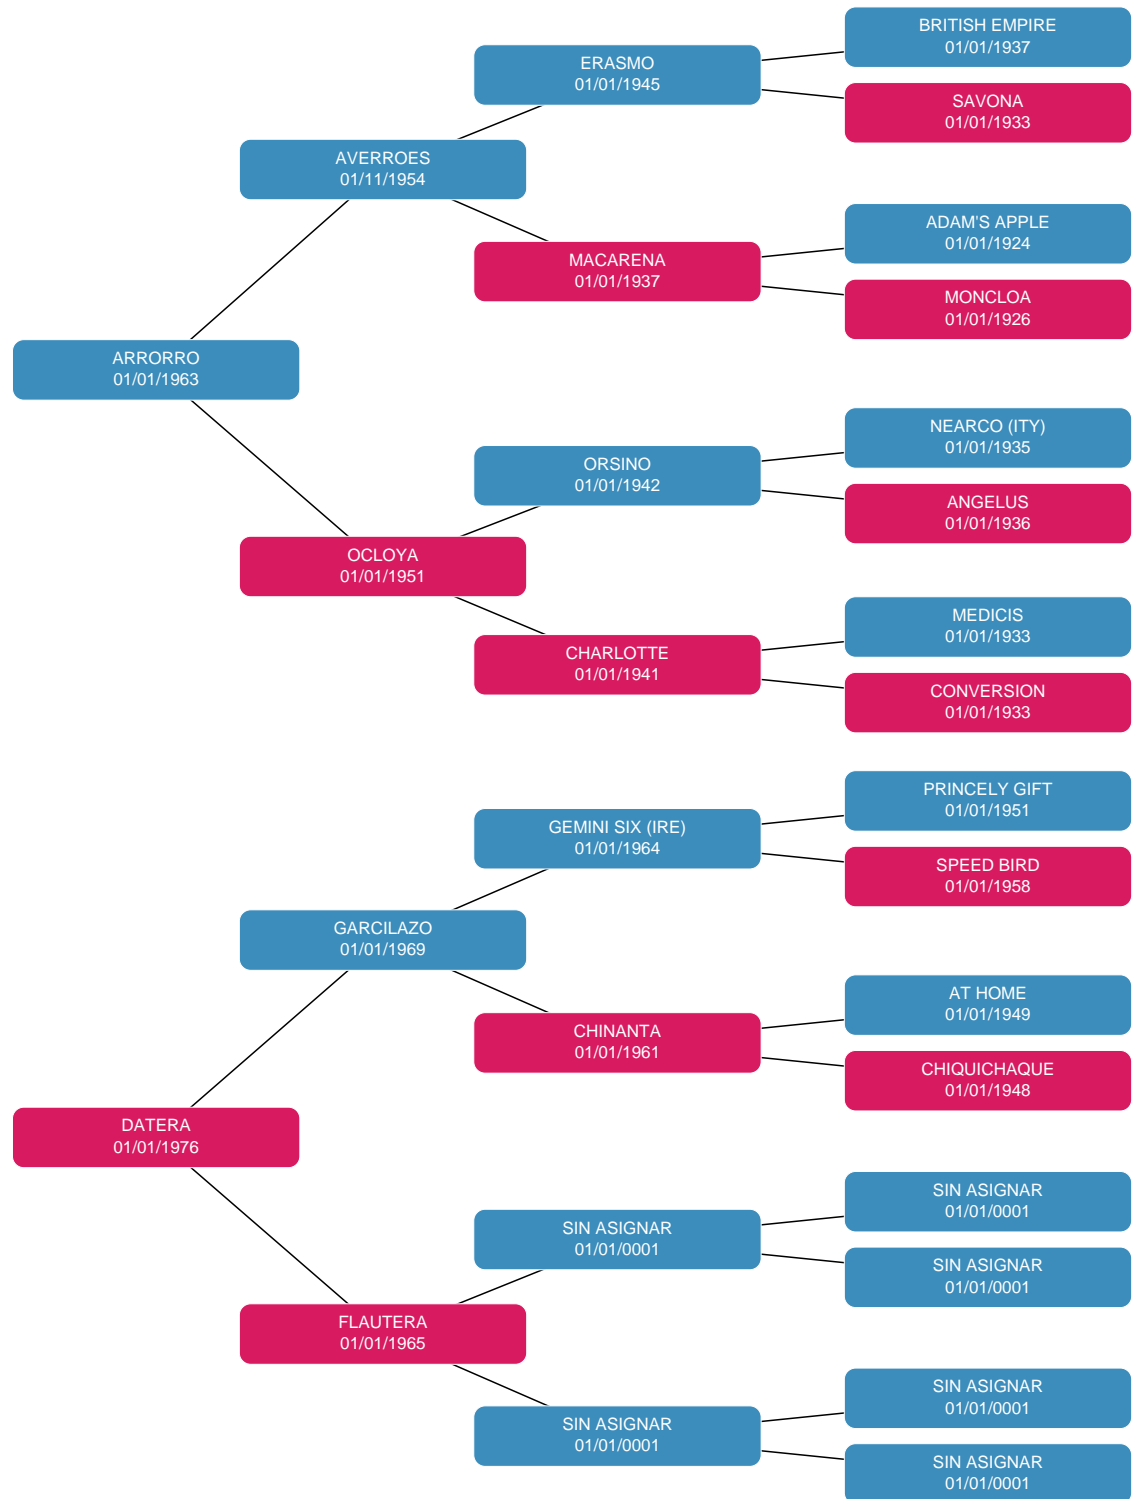 BRITISH EMPIRE
01/01/1937
ERASMO
01/01/1945
SAVONA
01/01/1933
AVERROES
01/11/1954
ADAM'S APPLE
01/01/1924
MACARENA
01/01/1937
MONCLOA
01/01/1926
ARRORRO
01/01/1963
NEARCO (ITY)
01/01/1935
ORSINO
01/01/1942
ANGELUS
01/01/1936
OCLOYA
01/01/1951
MEDICIS
01/01/1933
CHARLOTTE
01/01/1941
CONVERSION
01/01/1933
PRINCELY GIFT
01/01/1951
GEMINI SIX (IRE)
01/01/1964
SPEED BIRD
01/01/1958
GARCILAZO
01/01/1969
AT HOME
01/01/1949
CHINANTA
01/01/1961
CHIQUICHAQUE
01/01/1948
DATERA
01/01/1976
SIN ASIGNAR
01/01/0001
SIN ASIGNAR
01/01/0001
SIN ASIGNAR
01/01/0001
FLAUTERA
01/01/1965
SIN ASIGNAR
01/01/0001
SIN ASIGNAR
01/01/0001
SIN ASIGNAR
01/01/0001